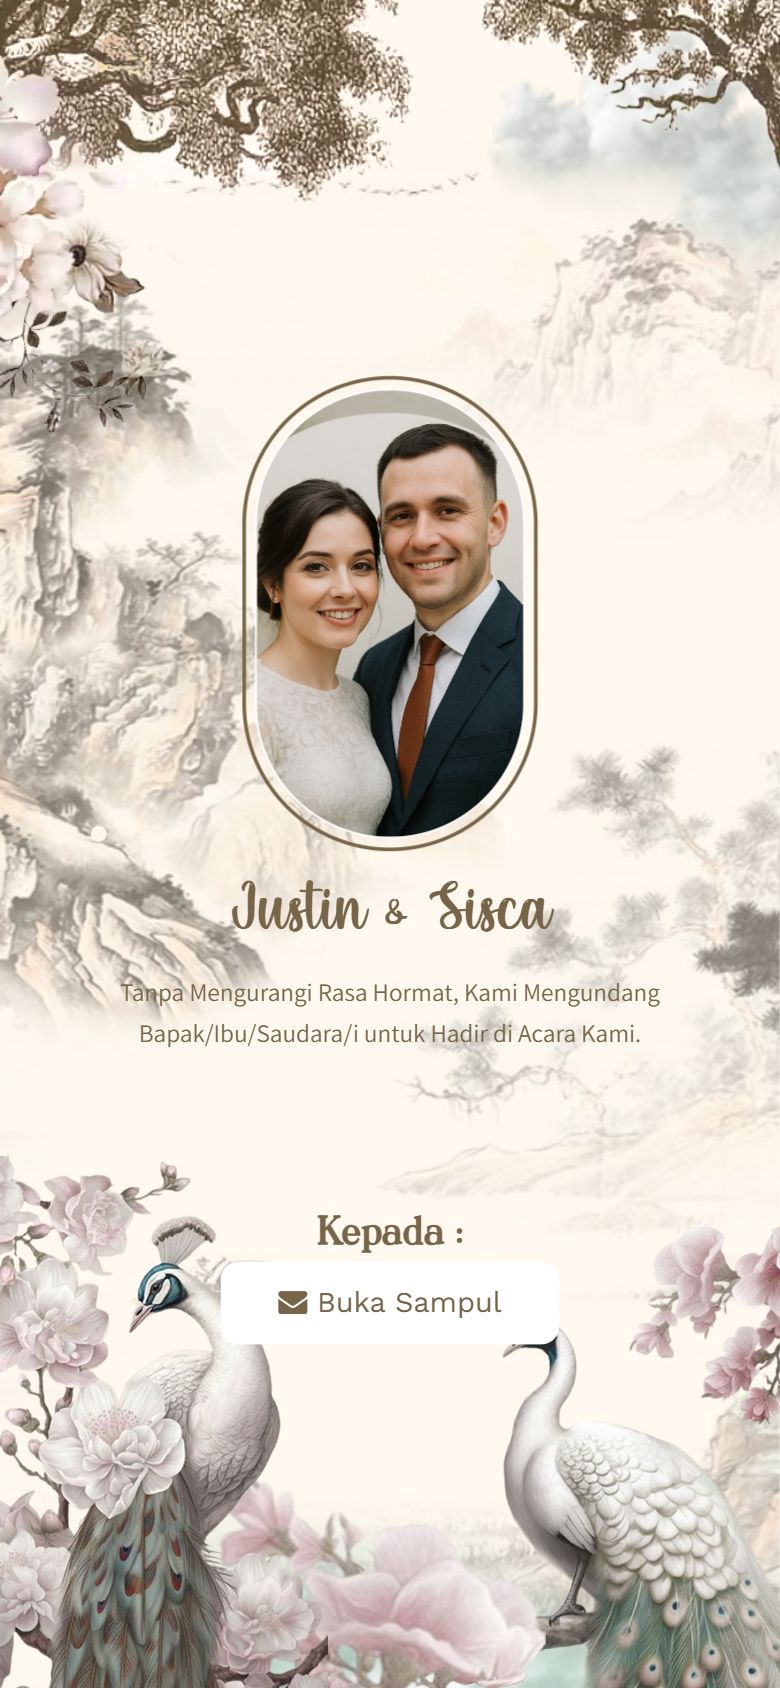 Justin & Sisca
Tanpa Mengurangi Rasa Hormat, Kami Mengundang
Bapak/Ibu/Saudara/i untuk Hadir di Acara Kami.
Kepada :
Buka Sampul